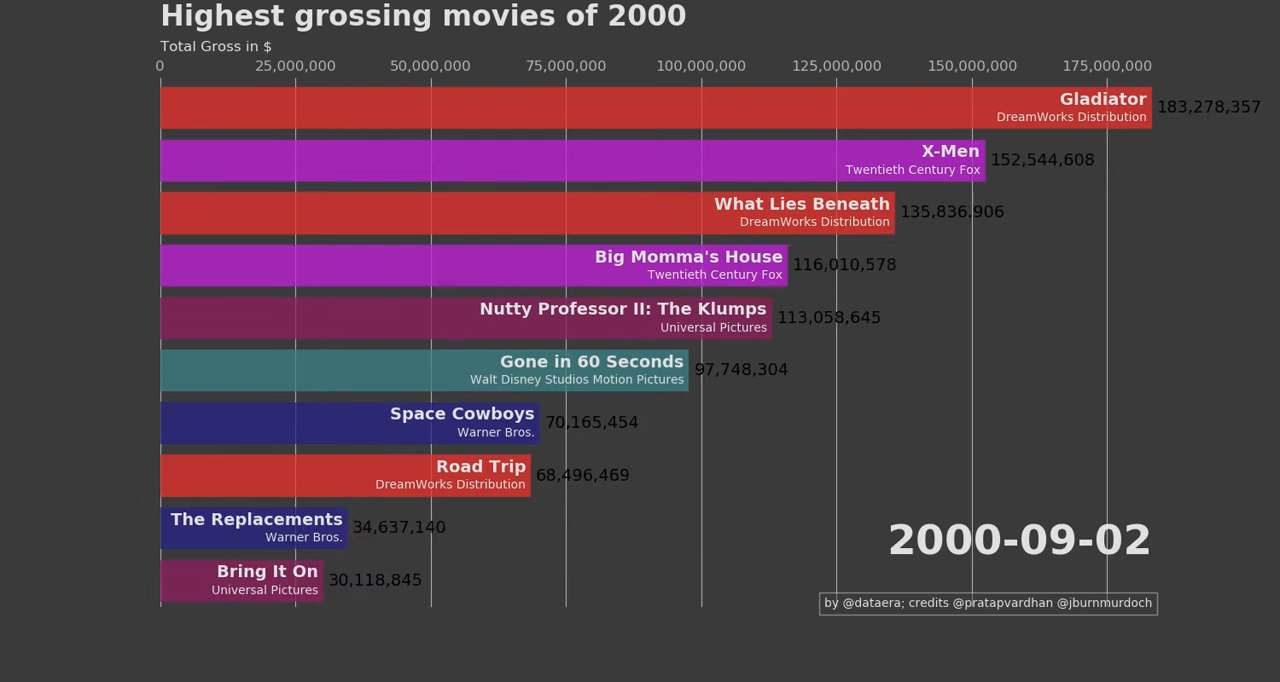 Highest grossing movies of 2000
Total Gross in $
0 25,000,000 50,000,000 75,000,000 100,000,000 125,000,000 150,000,000 175,000,000
Gladiator 183,278,357
DreamWorks Distribution
X-Men 152,544,608
Twentieth Century Fox
What Lies Beneath 135,836,906
DreamWorks Distribution
Big Momma's House 116,010,578
Twentieth Century Fox
Nutty Professor II: The Klumps 113,058,645
Universal Pictures
Gone in 60 Seconds 97,748,304
Walt Disney Studios Motion Pictures
Space Cowboys 70,165,454
Warner Bros.
Road Trip 68,496,469
DreamWorks Distribution
The Replacements 34,637,140
Warner Bros.
2000-09-02
Bring It On 30,118,845
Universal Pictures
by @dataera; credits @pratapvardhan @jburnmurdoch